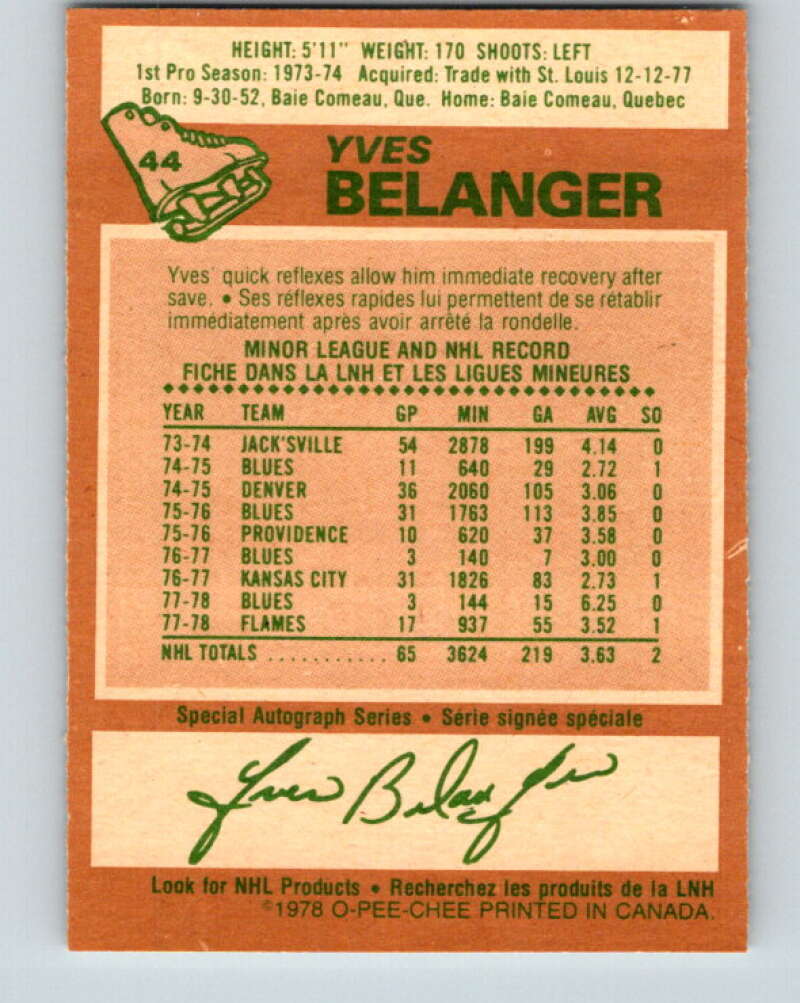 HEIGHT: 5'11" WEIGHT: 170 SHOOTS: LEFT
1st Pro Season: 1973-74 Acquired: Trade with St. Louis 12-12-77
Born: 9-30-52, Baie Comeau, Que. Home: Baie Comeau, Quebec
44
YVES
BELANGER
Yves' quick reflexes allow him immediate recovery after
save. • Ses réflexes rapides lui permettent de se rétablir
immédiatement après avoir arrêté la rondelle.
MINOR LEAGUE AND NHL RECORD
FICHE DANS LA LNH ET LES LIGUES MINEURES
YEAR TEAM GP MIN GA AVG SO
73-74 JACK'SVILLE 54 2878 199 4.14 0
74-75 BLUES 11 640 29 2.72 1
74-75 DENVER 36 2060 105 3.06 0
75-76 BLUES 31 1763 113 3.85 0
75-76 PROVIDENCE 10 620 37 3.58 0
76-77 BLUES 3 140 7 3.00 0
76-77 KANSAS CITY 31 1826 83 2.73 1
77-78 BLUES 3 144 15 6.25 0
77-78 FLAMES 17 937 55 3.52 1
NHL TOTALS ........... 65 3624 219 3.63 2
Special Autograph Series • Série signée spéciale
Yves Belanger
Look for NHL Products • Recherchez les produits de la LNH
©1978 O-PEE-CHEE PRINTED IN CANADA.